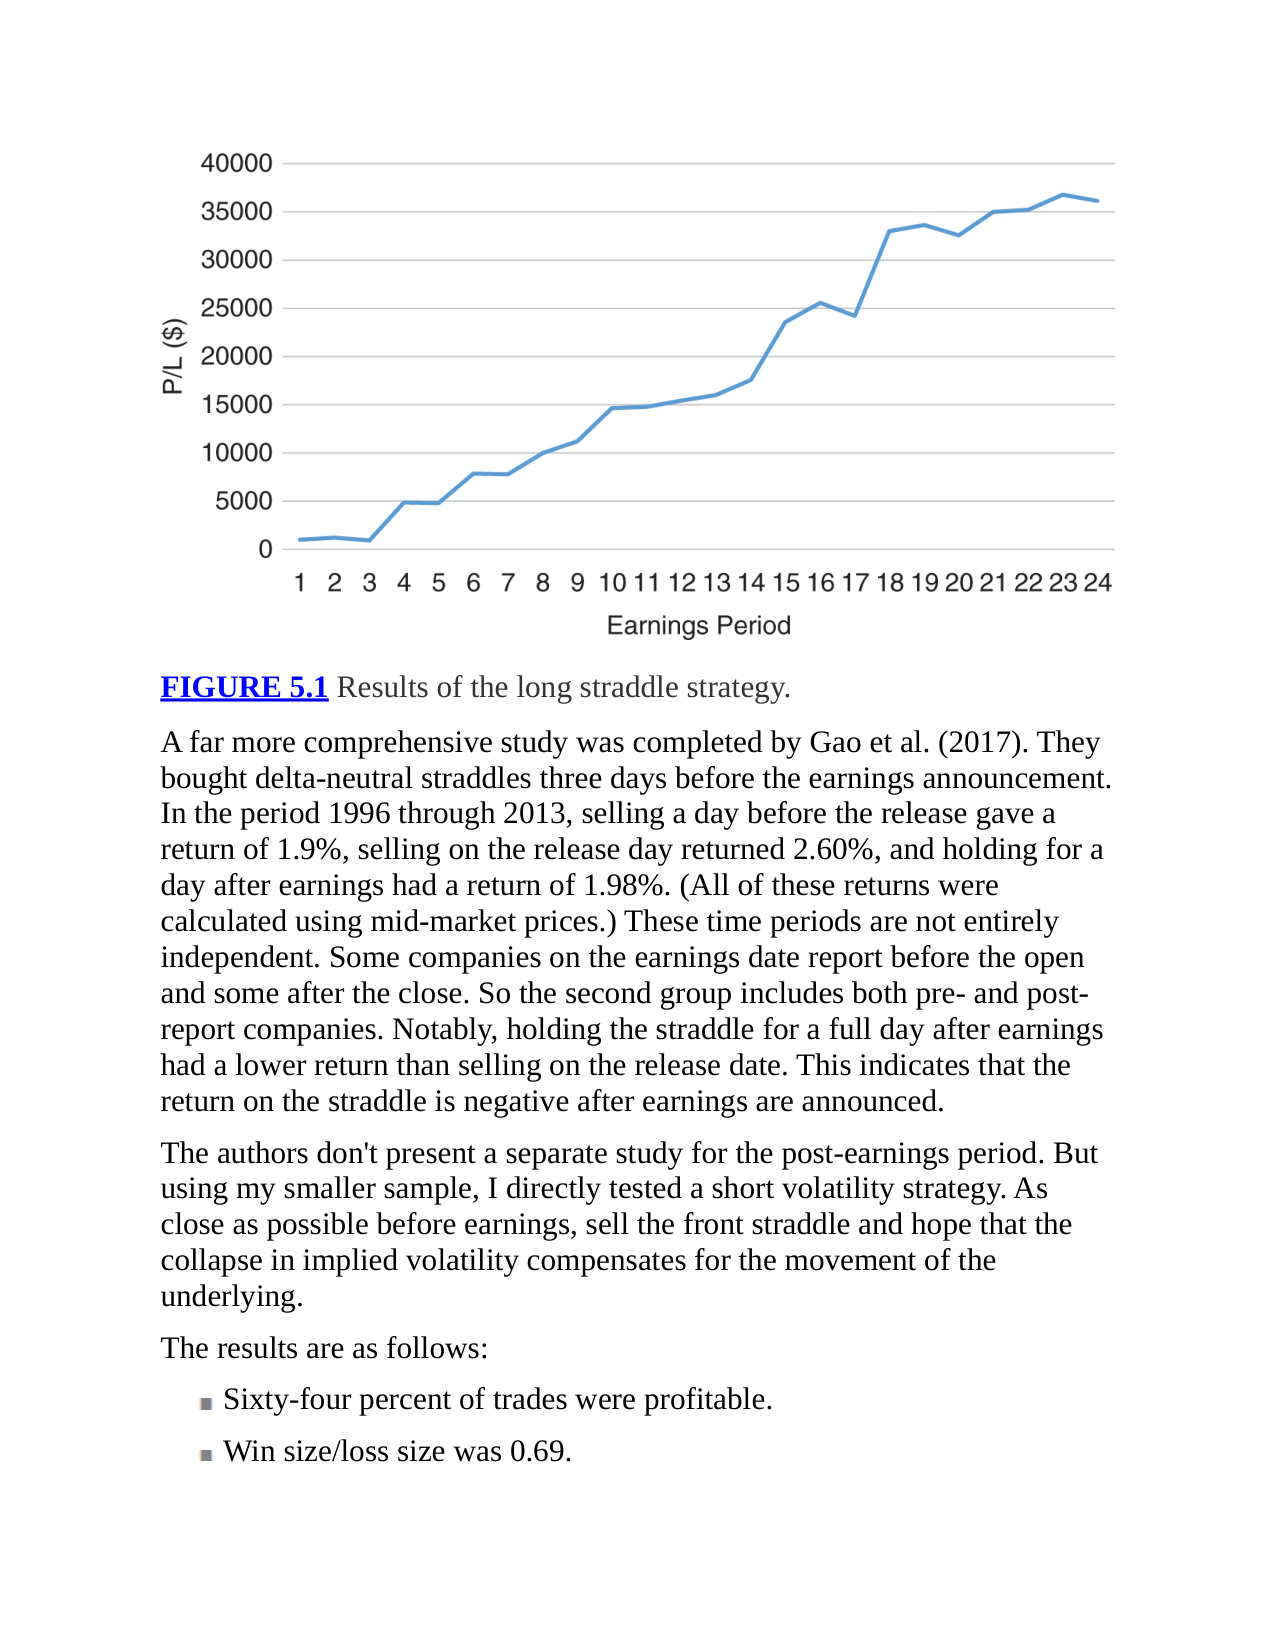 40000
35000
30000
25000
20000
15000
10000
5000
0
P/L ($)
1 2 3 4 5 6 7 8 9 10 11 12 13 14 15 16 17 18 19 20 21 22 23 24
Earnings Period
FIGURE 5.1 Results of the long straddle strategy.
A far more comprehensive study was completed by Gao et al. (2017). They
bought delta-neutral straddles three days before the earnings announcement.
In the period 1996 through 2013, selling a day before the release gave a
return of 1.9%, selling on the release day returned 2.60%, and holding for a
day after earnings had a return of 1.98%. (All of these returns were
calculated using mid-market prices.) These time periods are not entirely
independent. Some companies on the earnings date report before the open
and some after the close. So the second group includes both pre- and post-
report companies. Notably, holding the straddle for a full day after earnings
had a lower return than selling on the release date. This indicates that the
return on the straddle is negative after earnings are announced.
The authors don't present a separate study for the post-earnings period. But
using my smaller sample, I directly tested a short volatility strategy. As
close as possible before earnings, sell the front straddle and hope that the
collapse in implied volatility compensates for the movement of the
underlying.
The results are as follows:
■ Sixty-four percent of trades were profitable.
■ Win size/loss size was 0.69.